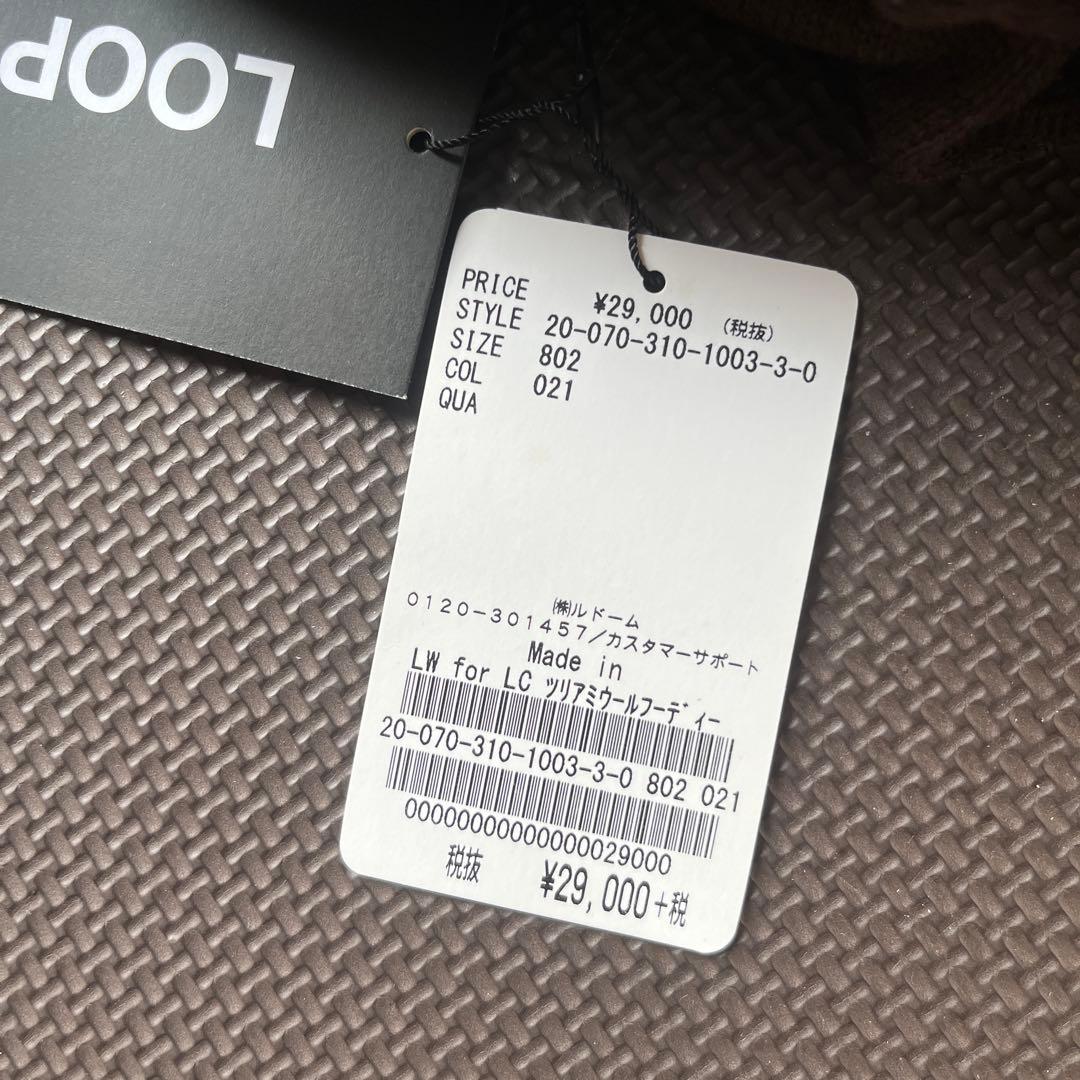 LOOP
PRICE ¥29,000 (税抜)
STYLE 20-070-310-1003-3-0
SIZE 802
COL 021
QUA
㈱ルドーム
0120-301457/カスタマーサポート
Made in
LW for LC ツリアミウールフーディー
20-070-310-1003-3-0 802 021
0000000000000029000
税抜 ¥29,000+税